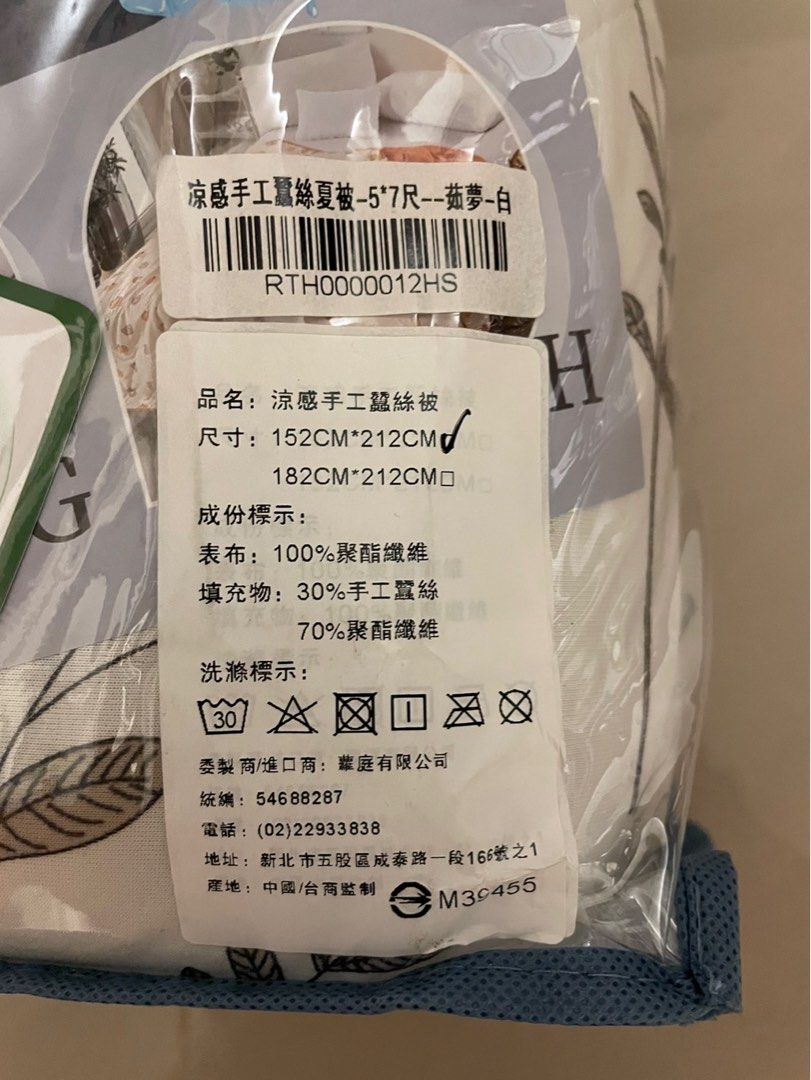 涼感手工蠶絲夏被-5*7尺--茹夢-白
RTH0000012HS
H
G
品名：涼感手工蠶絲被
尺寸：152CM*212CM
182CM*212CM□
成份標示：
表布：100%聚酯纖維
填充物：30%手工蠶絲
70%聚酯纖維
洗滌標示：
30
委製商/進口商：蓽庭有限公司
統編：54688287
電話：(02)22933838
地址：新北市五股區成泰路一段166號之1
產地：中國/台商監制
M39455